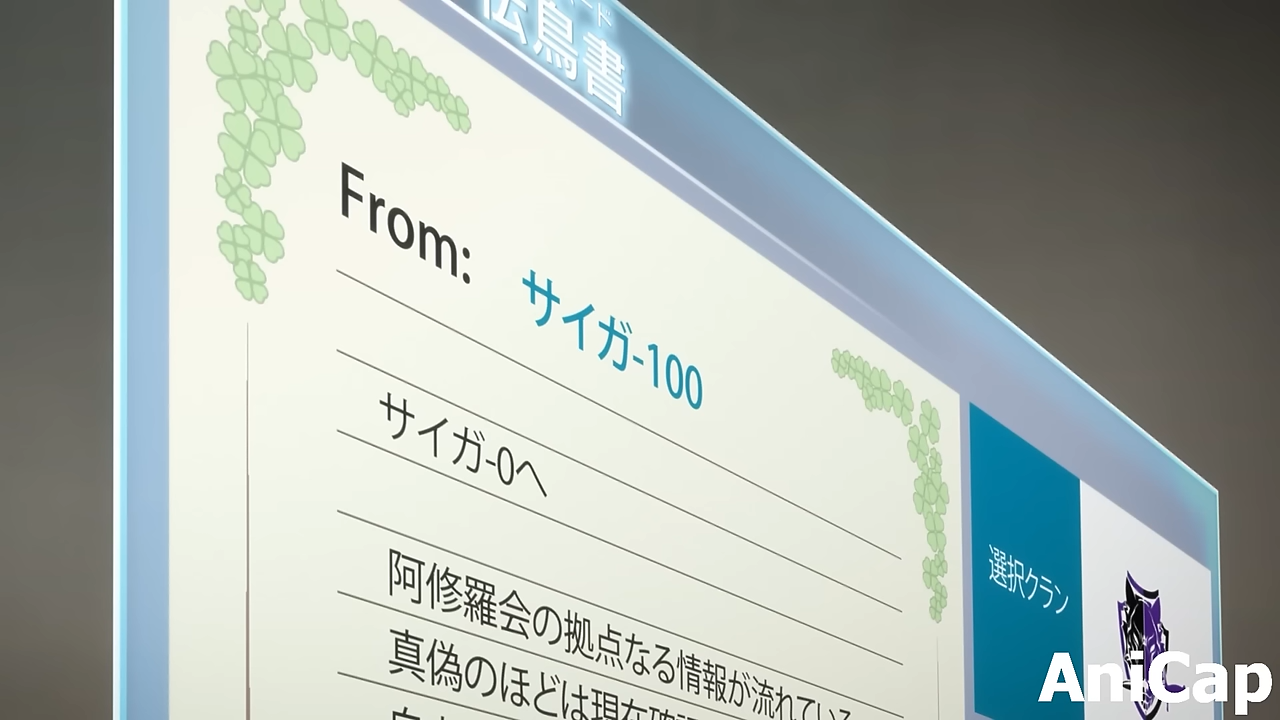 伝鳥書
From: サイガ-100
サイガ-0へ
阿修羅会の拠点なる情報が流れている
真偽のほどは現在確認
選択クラン
AniCap